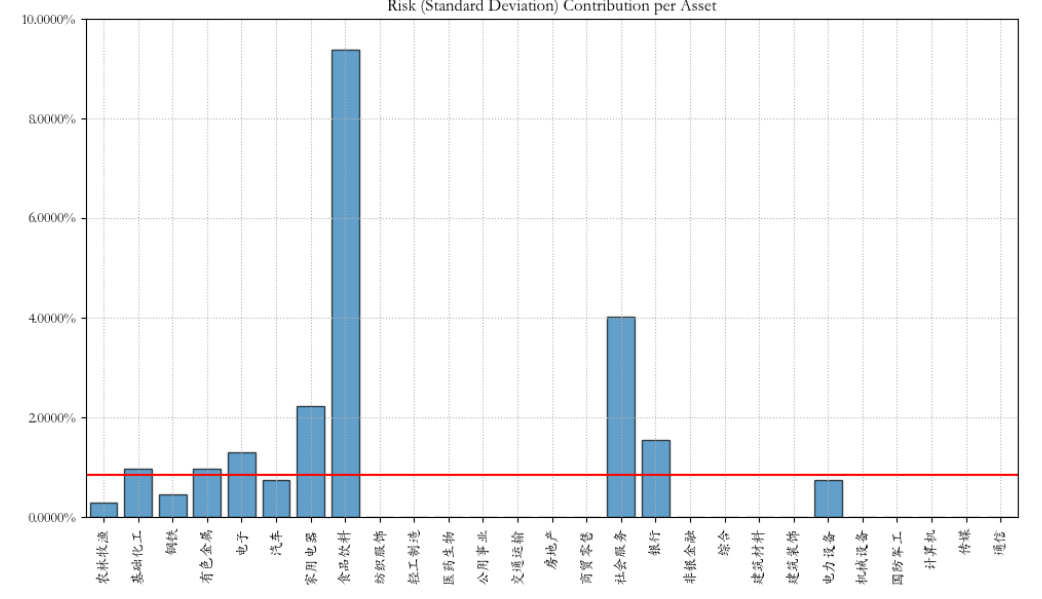 Risk (Standard Deviation) Contribution per Asset
10.0000%
8.0000%
6.0000%
4.0000%
2.0000%
0.0000%
农林牧渔
基础化工
钢铁
有色金属
电子
汽车
家用电器
食品饮料
纺织服饰
轻工制造
医药生物
公用事业
交通运输
房地产
商贸零售
社会服务
银行
非银金融
综合
建筑材料
建筑装饰
电力设备
机械设备
国防军工
计算机
传媒
通信